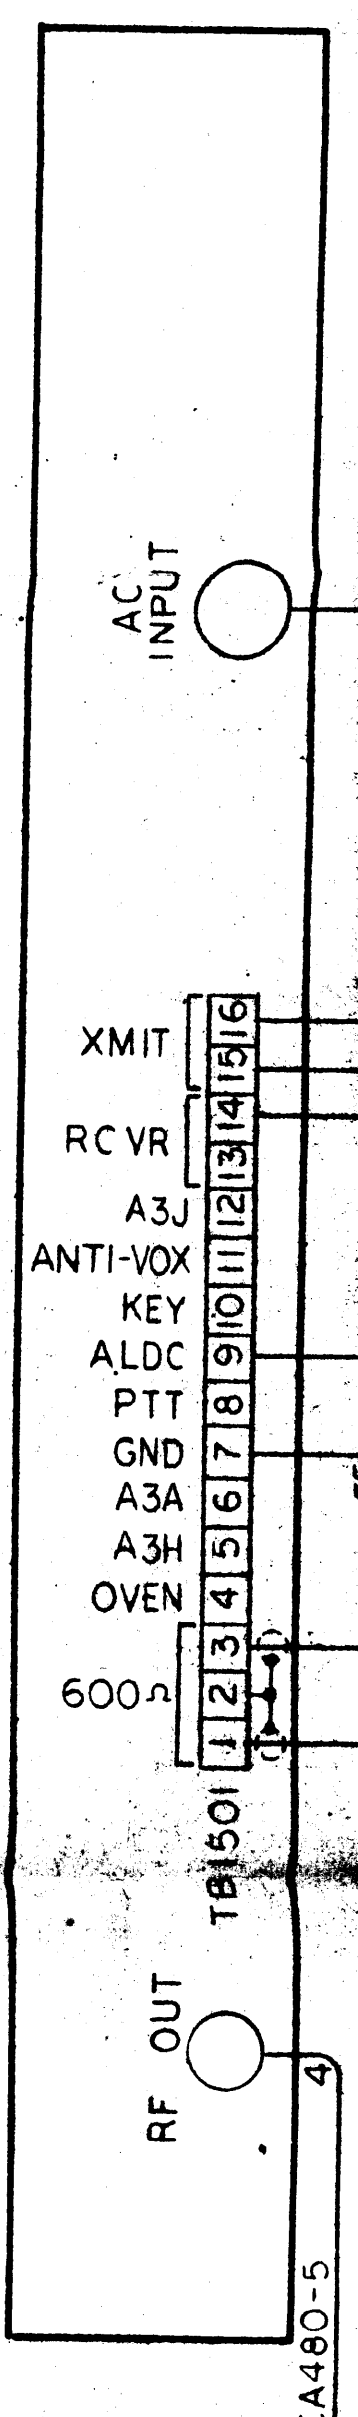 AC
INPUT
XMIT
16
15
RCVR
14
13
A3J 12
ANTI-VOX 11
KEY 10
ALDC 9
PTT 8
GND 7
A3A 6
A3H 5
OVEN 4
600Ω
3
2
1
TB1501
RF OUT
4
A480-5